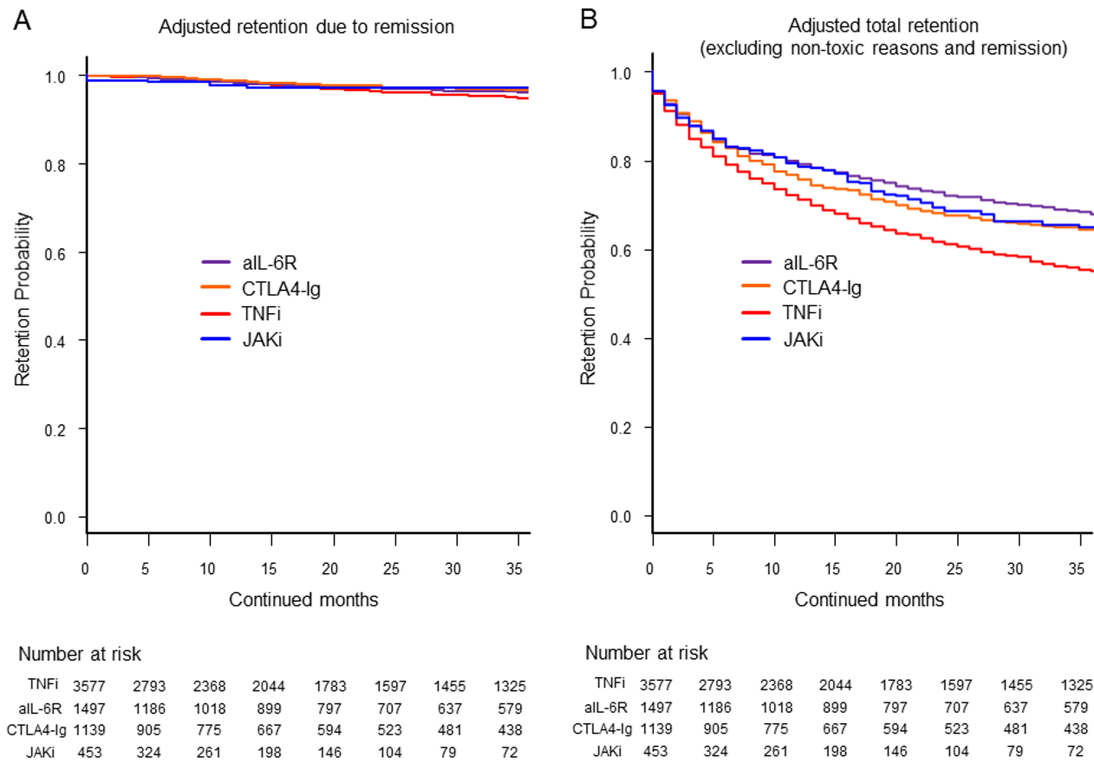 A
Adjusted retention due to remission
1.0
0.8
0.6
0.4
0.2
0.0
Retention Probability
aIL-6R
CTLA4-Ig
TNFi
JAKi
0 5 10 15 20 25 30 35
Continued months
Number at risk
TNFi 3577 2793 2368 2044 1783 1597 1455 1325
aIL-6R 1497 1186 1018 899 797 707 637 579
CTLA4-Ig 1139 905 775 667 594 523 481 438
JAKi 453 324 261 198 146 104 79 72
B
Adjusted total retention
(excluding non-toxic reasons and remission)
1.0
0.8
0.6
0.4
0.2
0.0
Retention Probability
aIL-6R
CTLA4-Ig
TNFi
JAKi
0 5 10 15 20 25 30 35
Continued months
Number at risk
TNFi 3577 2793 2368 2044 1783 1597 1455 1325
aIL-6R 1497 1186 1018 899 797 707 637 579
CTLA4-Ig 1139 905 775 667 594 523 481 438
JAKi 453 324 261 198 146 104 79 72